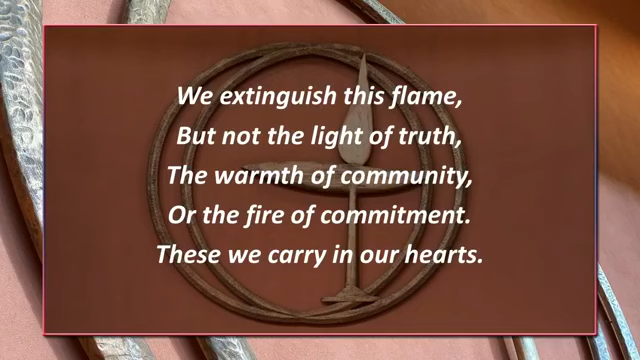 We extinguish this flame,
But not the light of truth,
The warmth of community,
Or the fire of commitment.
These we carry in our hearts.